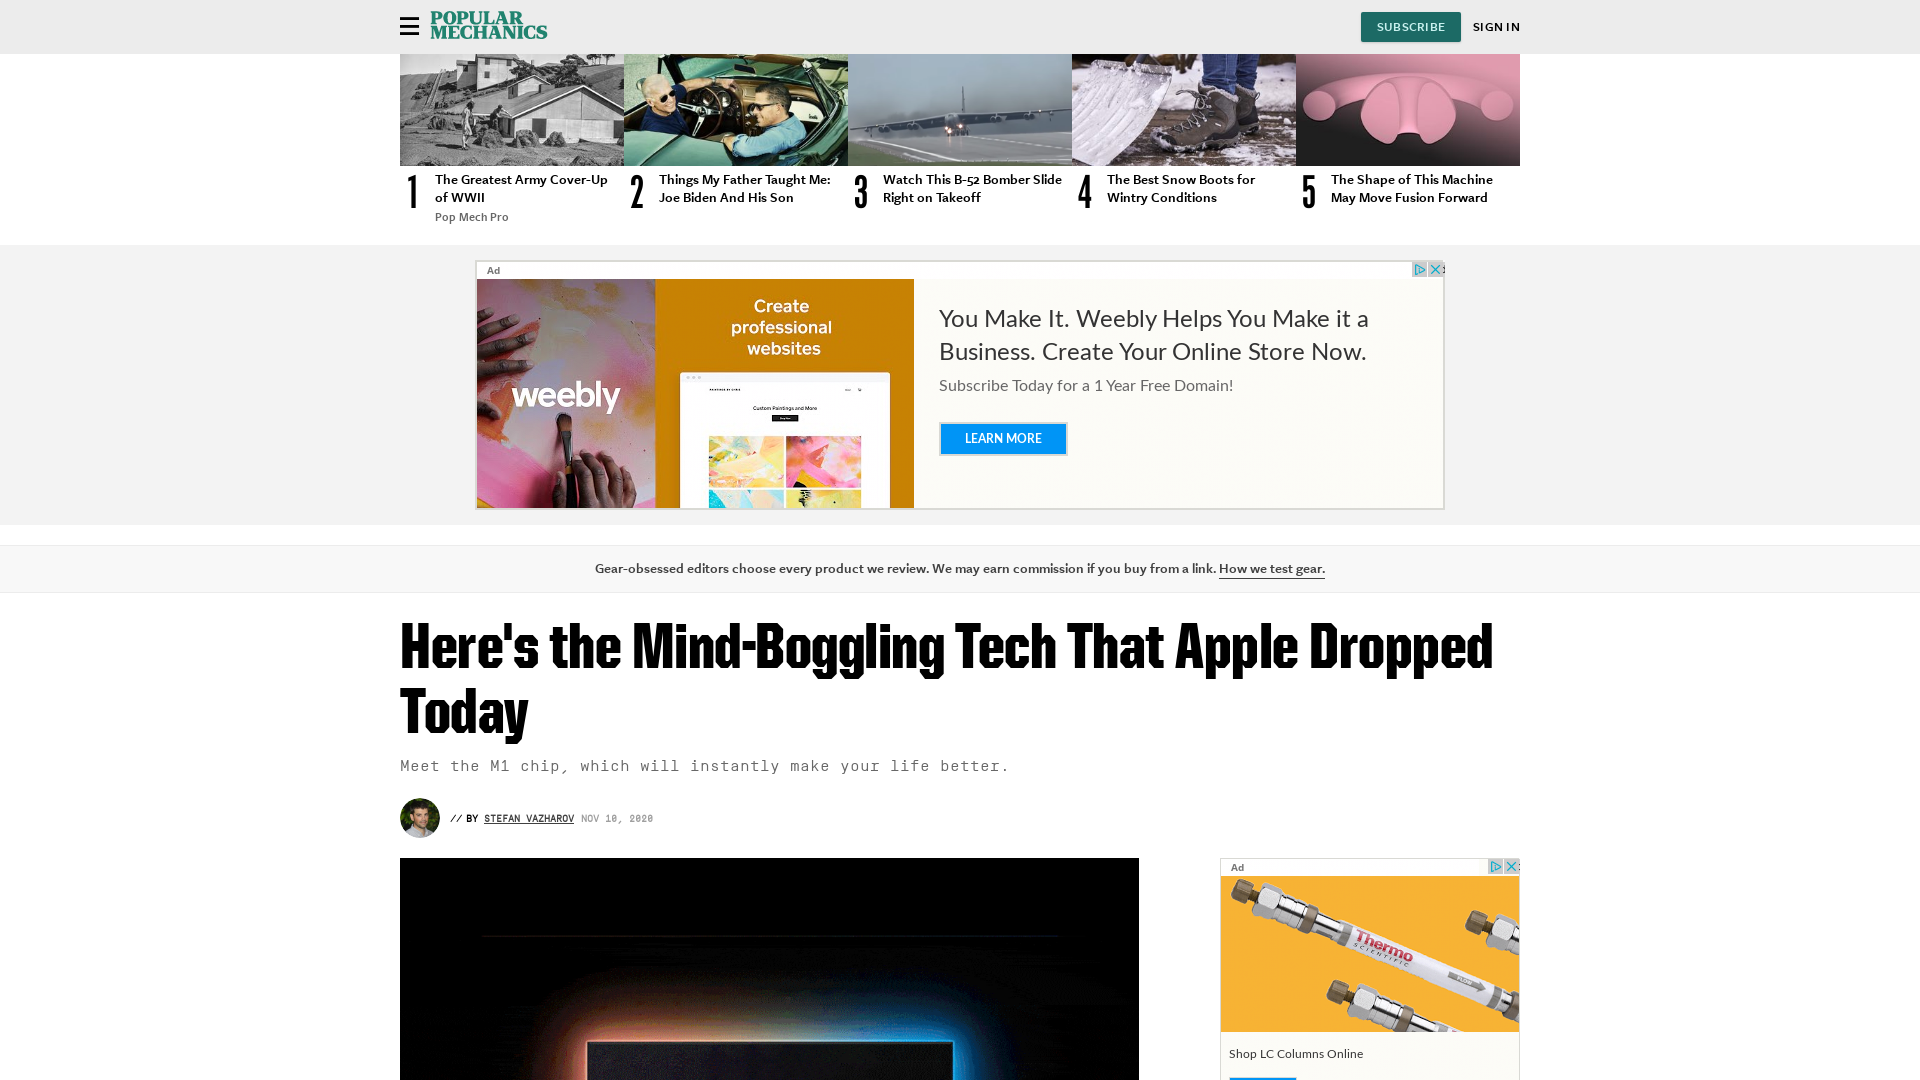 POPULAR
MECHANICS
SUBSCRIBE
SIGN IN
1
The Greatest Army Cover-Up
of WWII
Pop Mech Pro
2
Things My Father Taught Me:
Joe Biden And His Son
3
Watch This B-52 Bomber Slide
Right on Takeoff
4
The Best Snow Boots for
Wintry Conditions
5
The Shape of This Machine
May Move Fusion Forward
Ad
weebly
Create
professional
websites
Custom Paintings and More
You Make It. Weebly Helps You Make it a
Business. Create Your Online Store Now.
Subscribe Today for a 1 Year Free Domain!
LEARN MORE
Gear-obsessed editors choose every product we review. We may earn commission if you buy from a link. How we test gear.
Here's the Mind-Boggling Tech That Apple Dropped
Today
Meet the M1 chip, which will instantly make your life better.
// BY STEFAN VAZHAROV NOV 10, 2020
Ad
Thermo
SCIENTIFIC
FLOW
Shop LC Columns Online